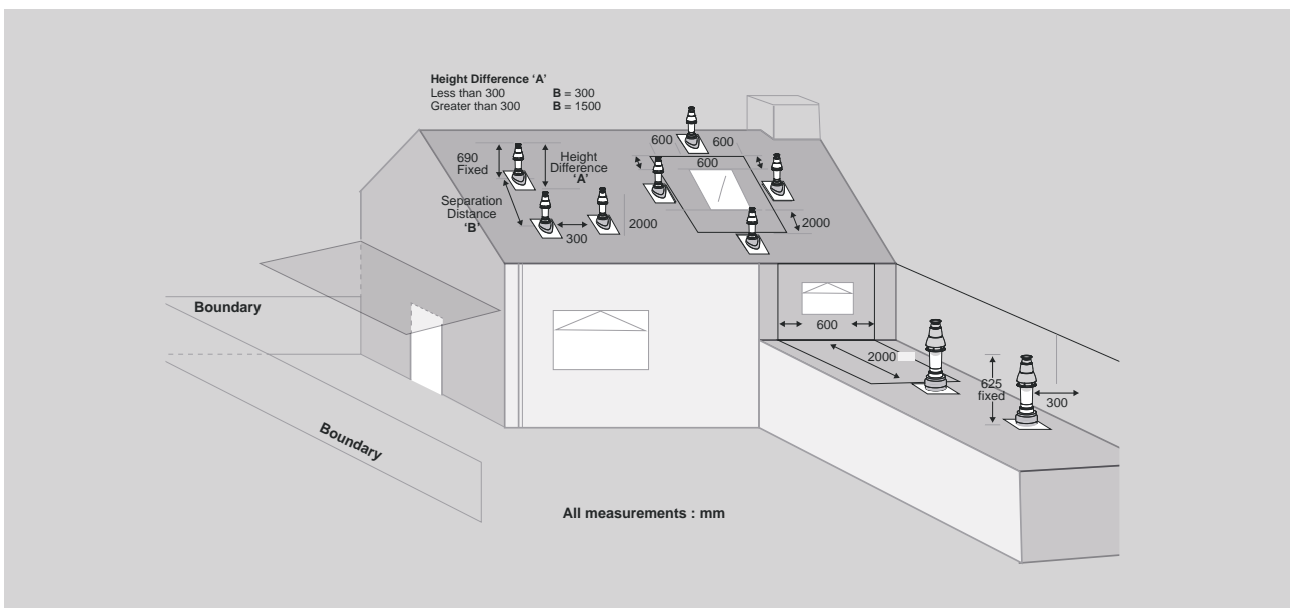 Height Difference ‘A’
Less than 300 B = 300
Greater than 300 B = 1500
600
600
600
690
Fixed
Height
Difference
‘A’
Separation
Distance
‘B’
300
2000
2000
Boundary
600
2000
625
fixed
300
Boundary
All measurements : mm